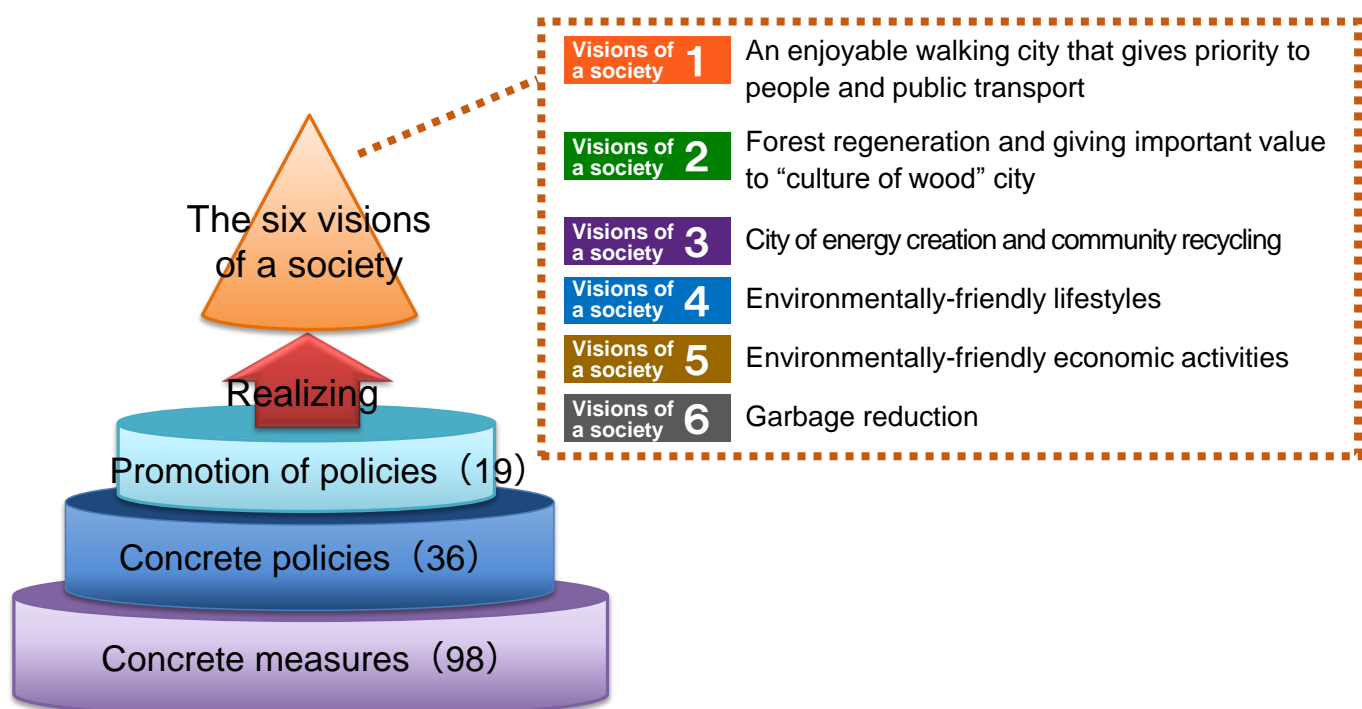 The six visions
of a society
Realizing
Promotion of policies（19）
Concrete policies（36）
Concrete measures（98）
Visions of
a society 1
An enjoyable walking city that gives priority to
people and public transport
Visions of
a society 2
Forest regeneration and giving important value
to “culture of wood” city
Visions of
a society 3
City of energy creation and community recycling
Visions of
a society 4
Environmentally-friendly lifestyles
Visions of
a society 5
Environmentally-friendly economic activities
Visions of
a society 6
Garbage reduction